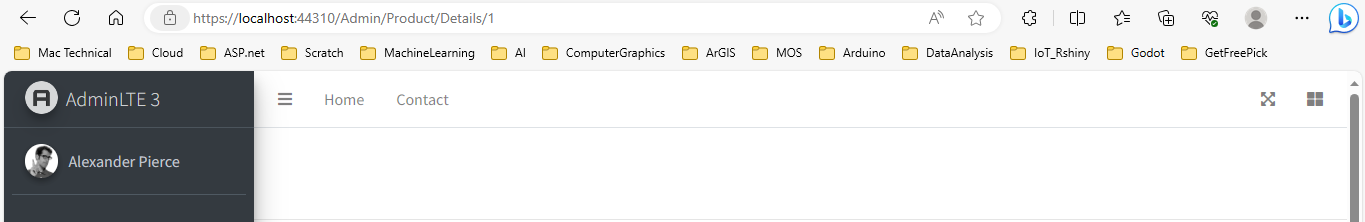 https://localhost:44310/Admin/Product/Details/1
Mac Technical Cloud ASP.net Scratch MachineLearning AI ComputerGraphics ArGIS MOS Arduino DataAnalysis IoT_Rshiny Godot GetFreePick
AdminLTE 3 Home Contact
Alexander Pierce